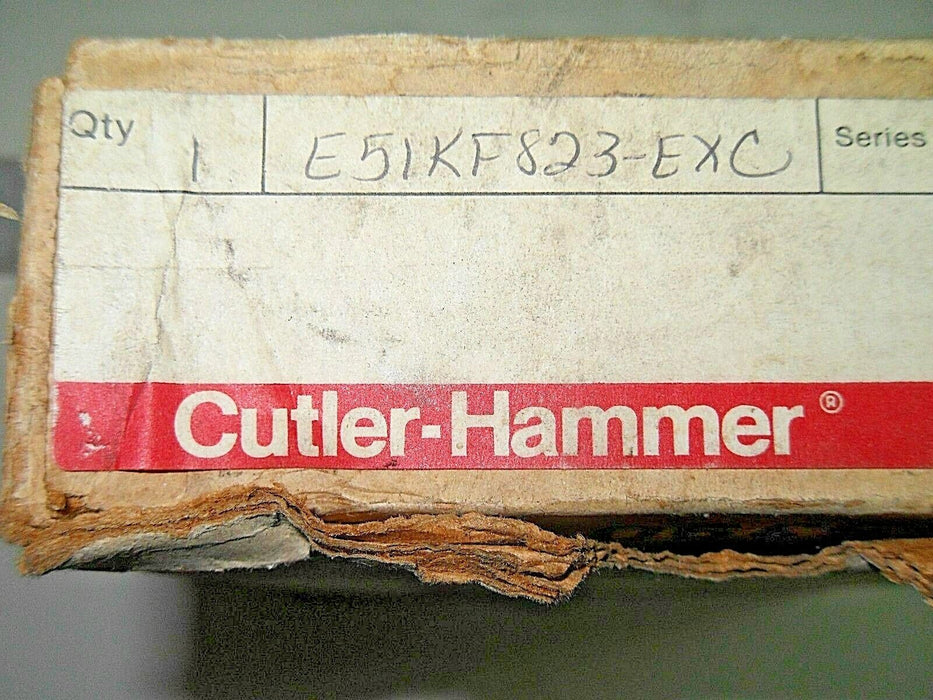 Qty 1 E51KF823-EXC Series
Cutler-Hammer®